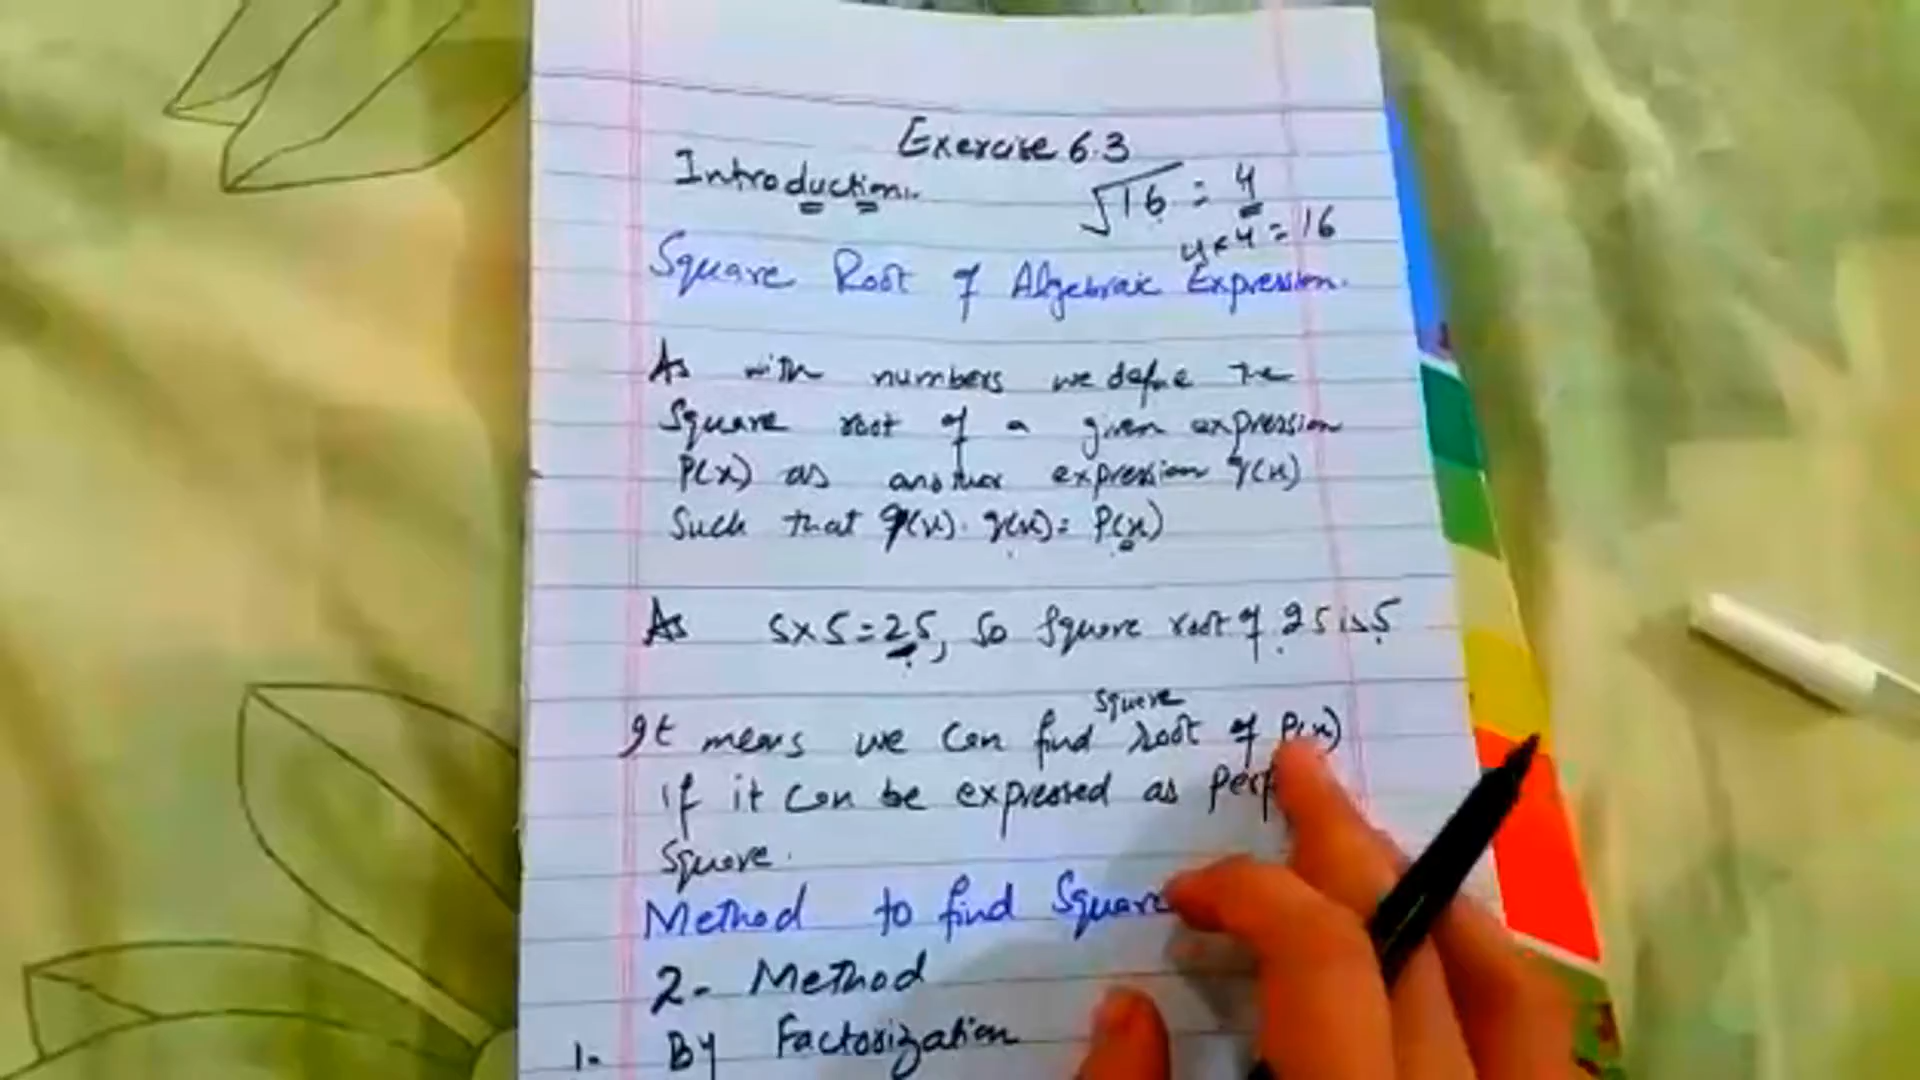 Exercise 6.3
Introduction.
√16 = 4
4×4=16
Square Root of Algebraic Expression.
As with numbers we define the
Square root of a given expression
P(x) as another expression q(x)
Such that q(x). q(x)= P(x)
As 5×5=25, So Square root of 25 is 5
Square
It means we can find root of P(x)
if it can be expressed as Perf
Square.
Method to find Square
2- Method
1- By Factorization